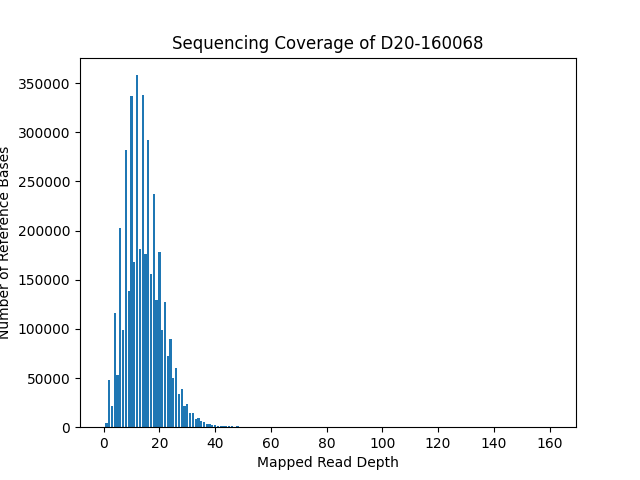 Sequencing Coverage of D20-160068
Number of Reference Bases
350000
300000
250000
200000
150000
100000
50000
0
0 20 40 60 80 100 120 140 160
Mapped Read Depth